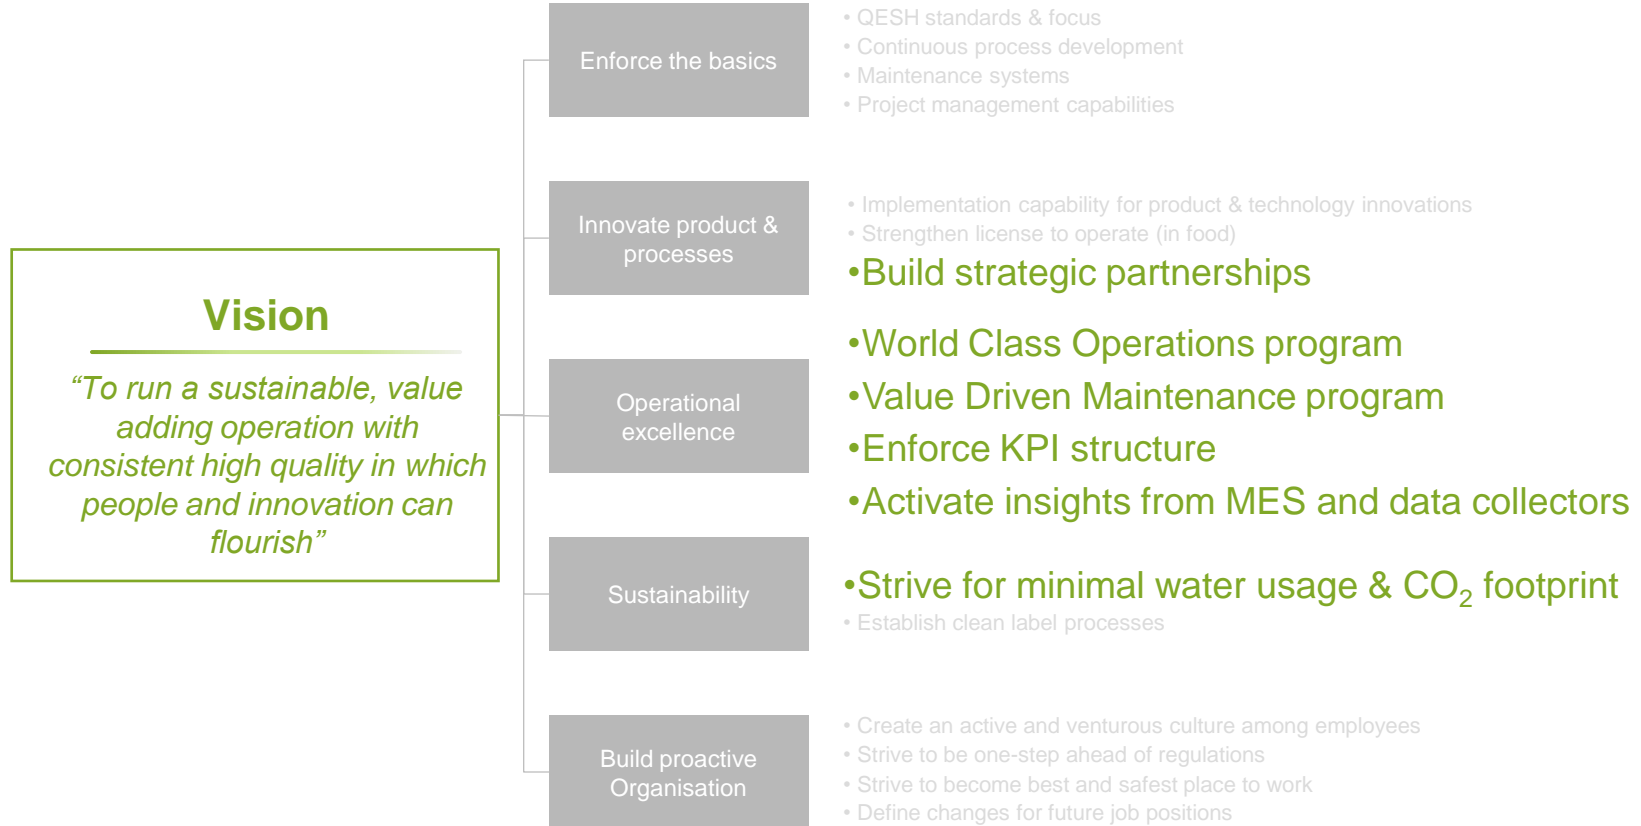 Vision
“To run a sustainable, value
adding operation with
consistent high quality in which
people and innovation can
flourish”
Enforce the basics
• QESH standards & focus
• Continuous process development
• Maintenance systems
• Project management capabilities
Innovate product &
processes
• Implementation capability for product & technology innovations
• Strengthen license to operate (in food)
•Build strategic partnerships
Operational
excellence
•World Class Operations program
•Value Driven Maintenance program
•Enforce KPI structure
•Activate insights from MES and data collectors
Sustainability
•Strive for minimal water usage & CO₂ footprint
• Establish clean label processes
Build proactive
Organisation
• Create an active and venturous culture among employees
• Strive to be one-step ahead of regulations
• Strive to become best and safest place to work
• Define changes for future job positions